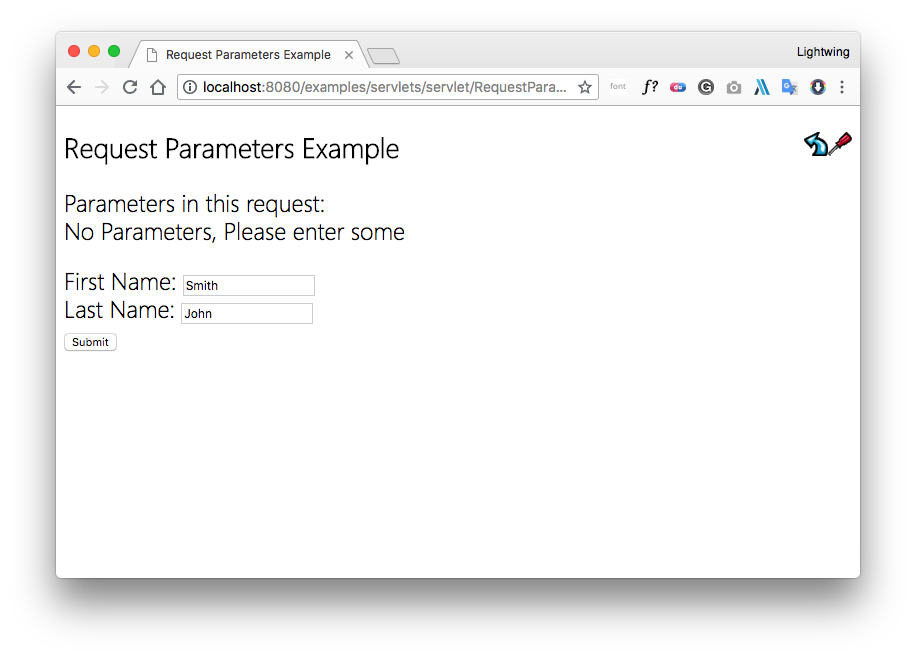 Request Parameters Example
Lightwing
localhost:8080/examples/servlets/servlet/RequestPara...
font
f?
du
G
Request Parameters Example
Parameters in this request:
No Parameters, Please enter some
First Name: Smith
Last Name: John
Submit